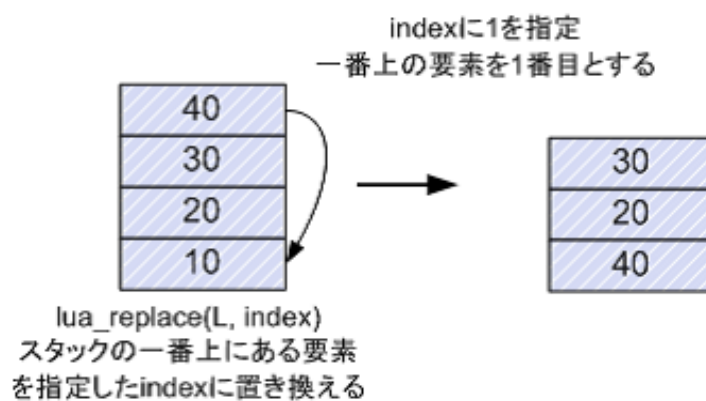 indexに1を指定
一番上の要素を1番目とする
40
30
20
10
30
20
40
lua_replace(L, index)
スタックの一番上にある要素
を指定したindexに置き換える